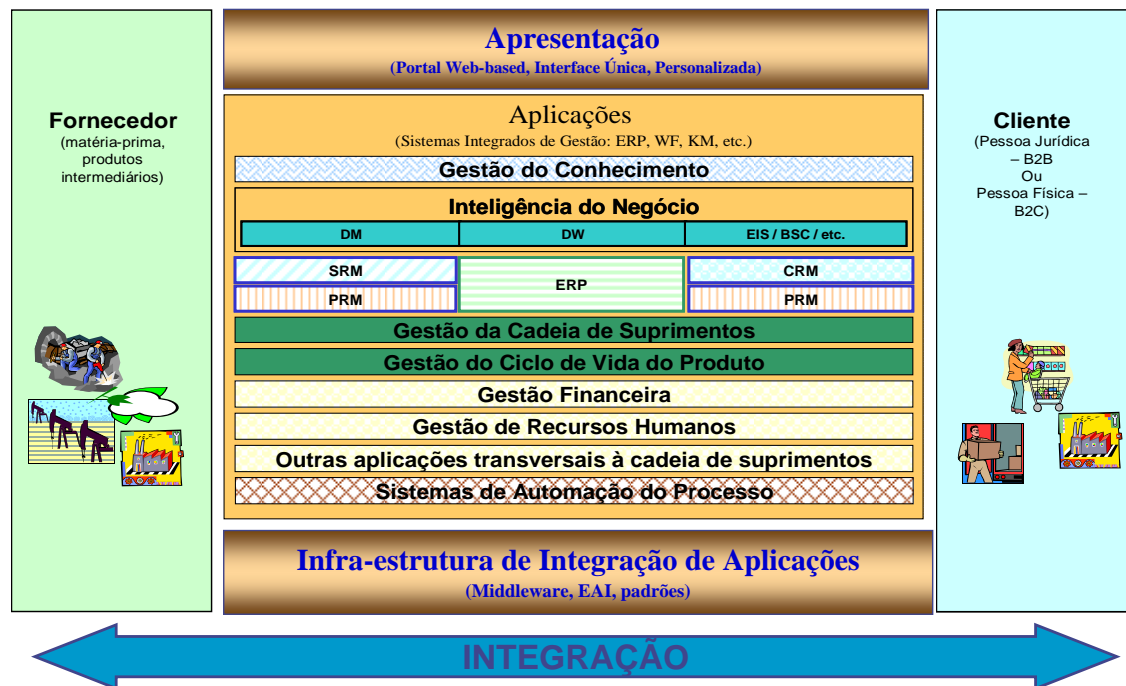 Apresentação
(Portal Web-based, Interface Única, Personalizada)
Fornecedor
(matéria-prima,
produtos
intermediários)
Aplicações
(Sistemas Integrados de Gestão: ERP, WF, KM, etc.)
Gestão do Conhecimento
Inteligência do Negócio
DM
DW
EIS / BSC / etc.
SRM
PRM
ERP
CRM
PRM
Gestão da Cadeia de Suprimentos
Gestão do Ciclo de Vida do Produto
Gestão Financeira
Gestão de Recursos Humanos
Outras aplicações transversais à cadeia de suprimentos
Sistemas de Automação do Processo
Cliente
(Pessoa Jurídica
– B2B
Ou
Pessoa Física –
B2C)
Infra-estrutura de Integração de Aplicações
(Middleware, EAI, padrões)
INTEGRAÇÃO